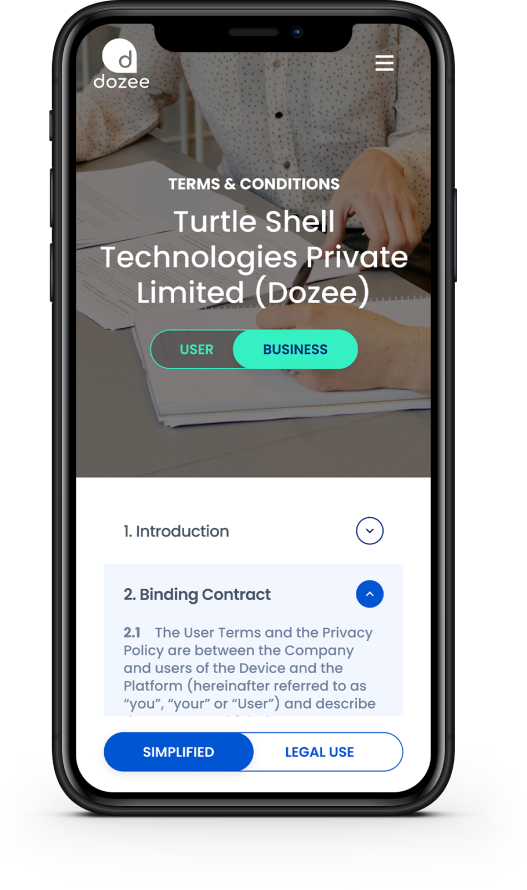 d
dozee
TERMS & CONDITIONS
Turtle Shell
Technologies Private
Limited (Dozee)
USER
BUSINESS
1. Introduction
2. Binding Contract
2.1 The User Terms and the Privacy
Policy are between the Company
and users of the Device and the
Platform (hereinafter referred to as
“you”, “your” or “User”) and describe
SIMPLIFIED
LEGAL USE